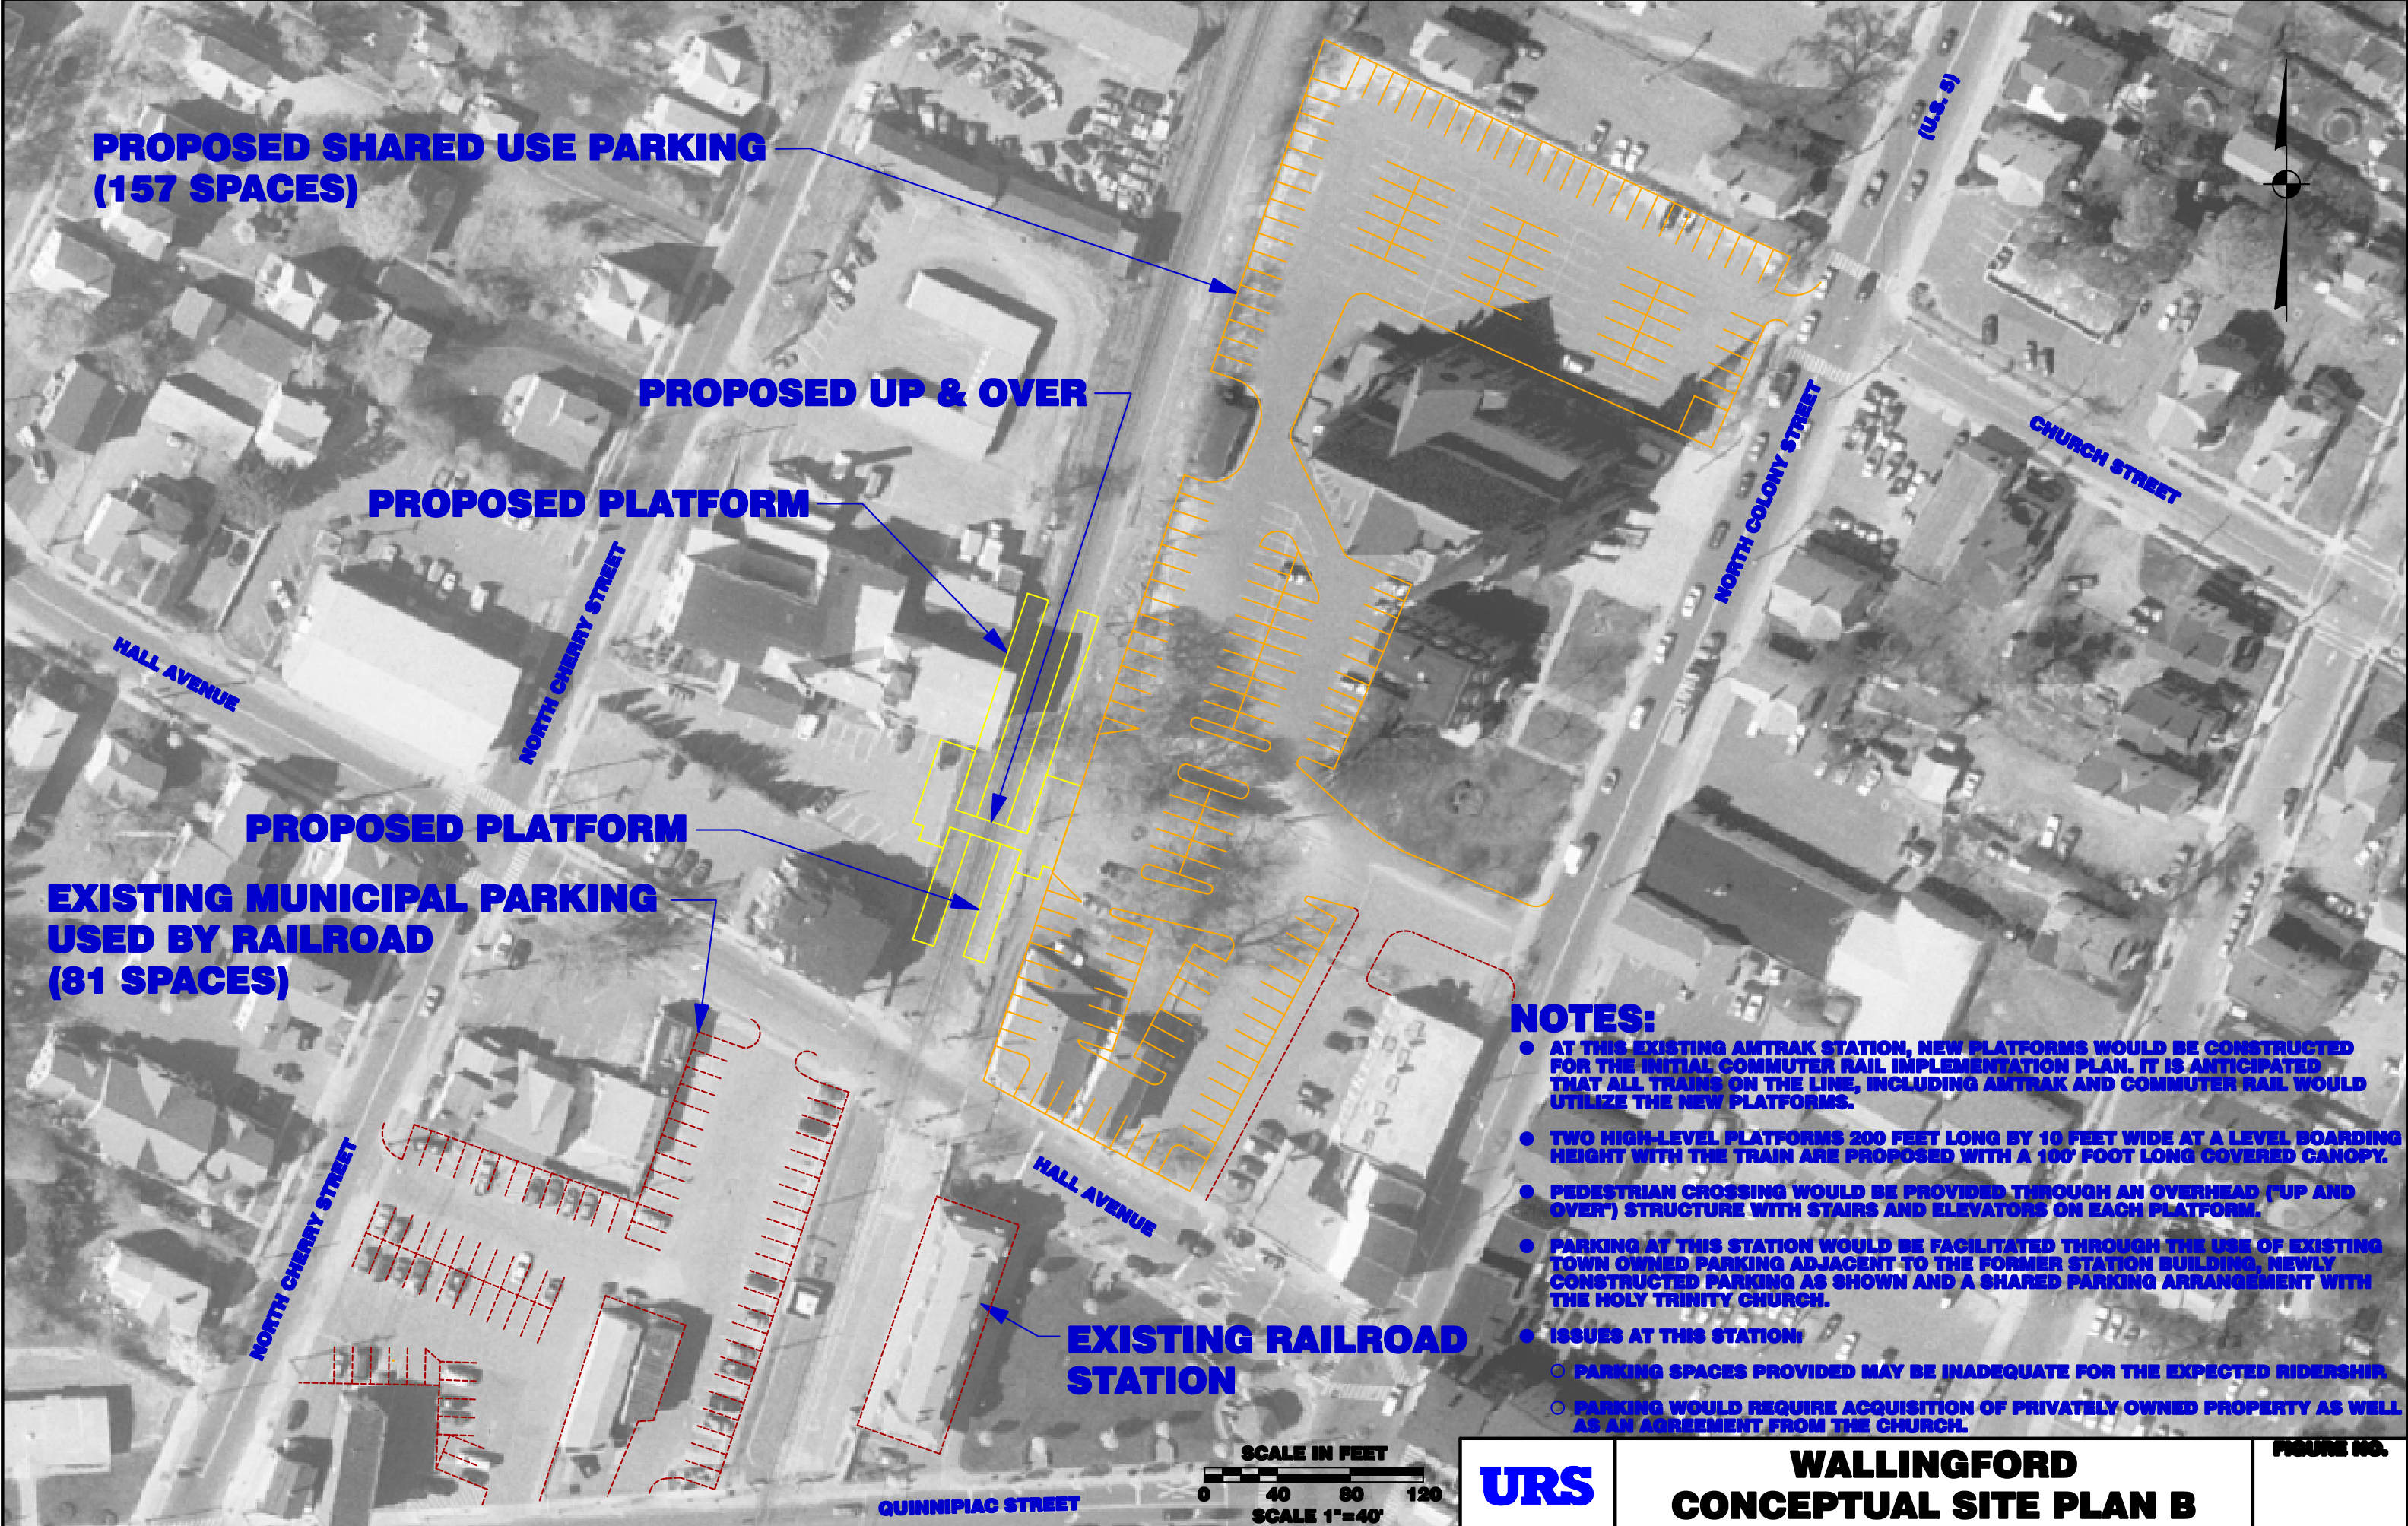 PROPOSED SHARED USE PARKING
(157 SPACES)
(U.S. 5)
PROPOSED UP & OVER
NORTH COLONY STREET
CHURCH STREET
PROPOSED PLATFORM
NORTH CHERRY STREET
HALL AVENUE
PROPOSED PLATFORM
EXISTING MUNICIPAL PARKING
USED BY RAILROAD
(81 SPACES)
NORTH CHERRY STREET
HALL AVENUE
EXISTING RAILROAD
STATION
QUINNIPIAC STREET
NOTES:
● AT THIS EXISTING AMTRAK STATION, NEW PLATFORMS WOULD BE CONSTRUCTED
FOR THE INITIAL COMMUTER RAIL IMPLEMENTATION PLAN. IT IS ANTICIPATED
THAT ALL TRAINS ON THE LINE, INCLUDING AMTRAK AND COMMUTER RAIL WOULD
UTILIZE THE NEW PLATFORMS.
● TWO HIGH-LEVEL PLATFORMS 200 FEET LONG BY 10 FEET WIDE AT A LEVEL BOARDING
HEIGHT WITH THE TRAIN ARE PROPOSED WITH A 100' FOOT LONG COVERED CANOPY.
● PEDESTRIAN CROSSING WOULD BE PROVIDED THROUGH AN OVERHEAD ("UP AND
OVER") STRUCTURE WITH STAIRS AND ELEVATORS ON EACH PLATFORM.
● PARKING AT THIS STATION WOULD BE FACILITATED THROUGH THE USE OF EXISTING
TOWN OWNED PARKING ADJACENT TO THE FORMER STATION BUILDING, NEWLY
CONSTRUCTED PARKING AS SHOWN AND A SHARED PARKING ARRANGEMENT WITH
THE HOLY TRINITY CHURCH.
● ISSUES AT THIS STATION:
○ PARKING SPACES PROVIDED MAY BE INADEQUATE FOR THE EXPECTED RIDERSHIP.
○ PARKING WOULD REQUIRE ACQUISITION OF PRIVATELY OWNED PROPERTY AS WELL
AS AN AGREEMENT FROM THE CHURCH.
SCALE IN FEET
0 40 80 120
SCALE 1"=40'
URS
WALLINGFORD
CONCEPTUAL SITE PLAN B
FIGURE NO.